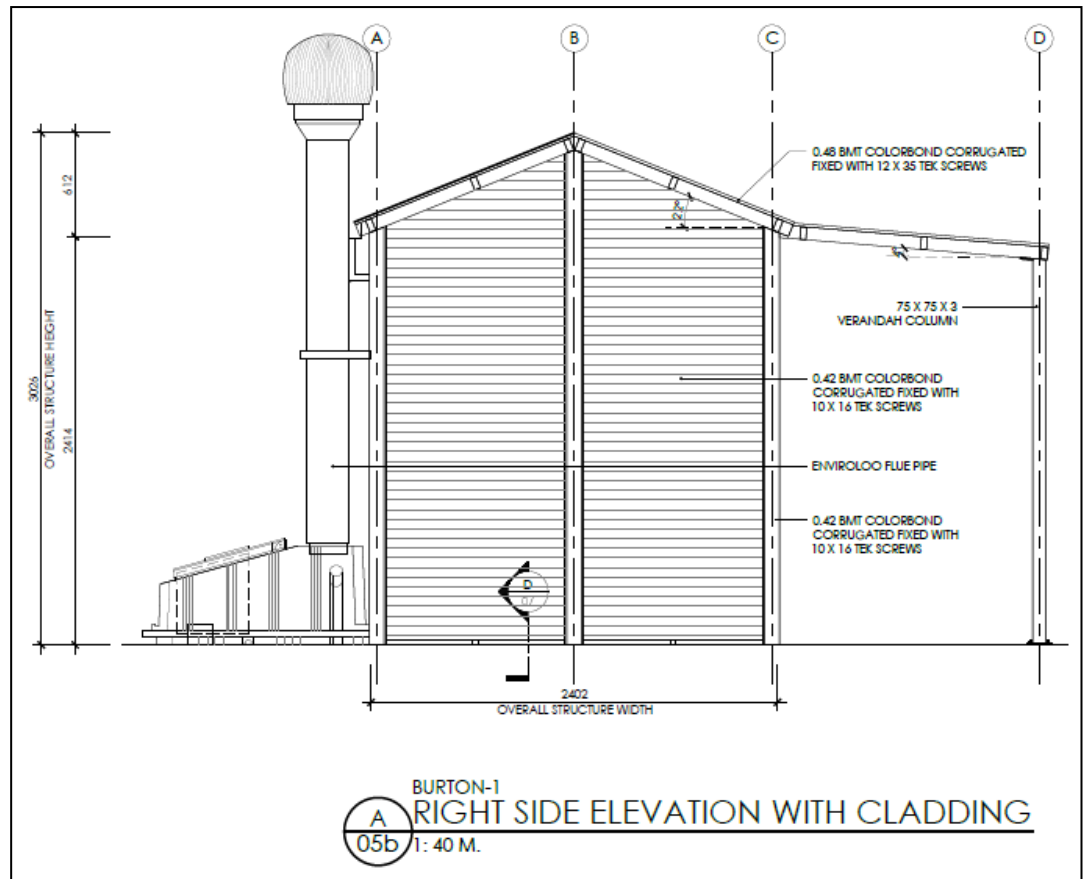 A
B
C
D
0.48 BMT COLORBOND CORRUGATED
FIXED WITH 12 X 35 TEK SCREWS
612
22°
3026
OVERALL STRUCTURE HEIGHT
2414
75 X 75 X 3
VERANDAH COLUMN
0.42 BMT COLORBOND
CORRUGATED FIXED WITH
10 X 16 TEK SCREWS
ENVIROLOO FLUE PIPE
0.42 BMT COLORBOND
CORRUGATED FIXED WITH
10 X 16 TEK SCREWS
D
07
2402
OVERALL STRUCTURE WIDTH
BURTON-1
A
RIGHT SIDE ELEVATION WITH CLADDING
05b
1: 40 M.